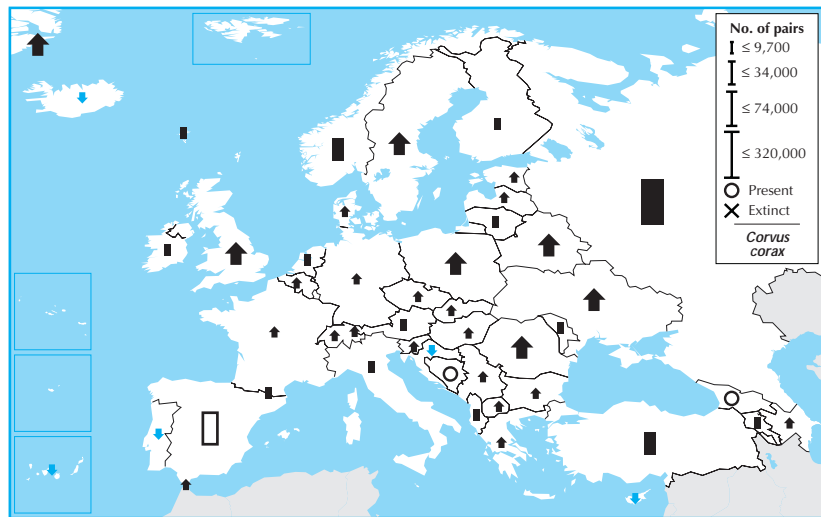 No. of pairs
≤ 9,700
≤ 34,000
≤ 74,000
≤ 320,000
Present
Extinct
Corvus
corax